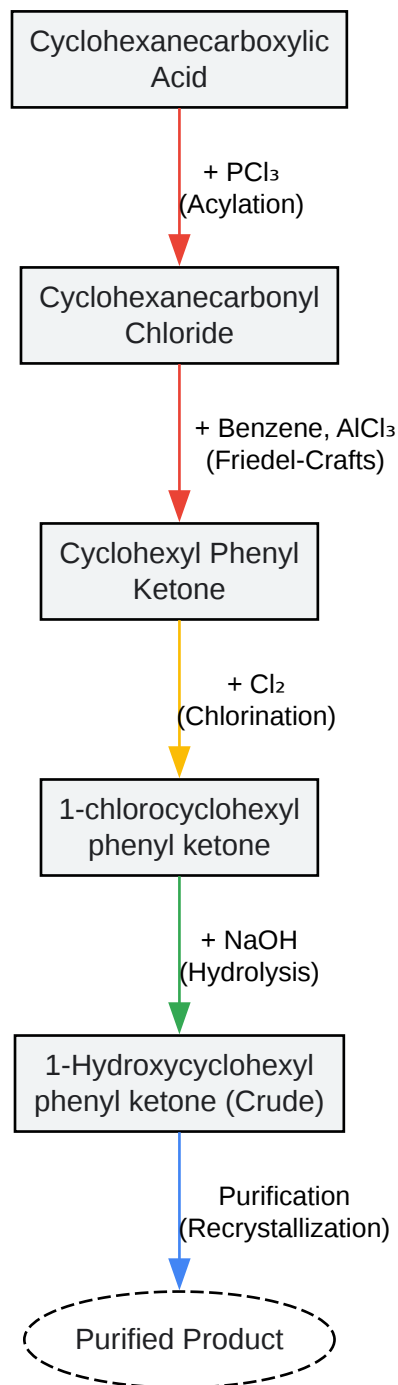 Cyclohexanecarboxylic
Acid
+ PCl₃
(Acylation)
Cyclohexanecarbonyl
Chloride
+ Benzene, AlCl₃
(Friedel-Crafts)
Cyclohexyl Phenyl
Ketone
+ Cl₂
(Chlorination)
1-chlorocyclohexyl
phenyl ketone
+ NaOH
(Hydrolysis)
1-Hydroxycyclohexyl
phenyl ketone (Crude)
Purification
(Recrystallization)
Purified Product